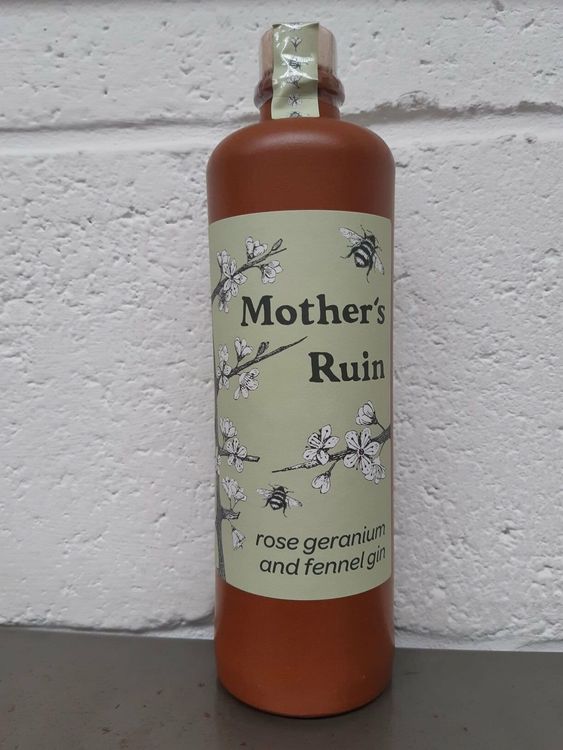 Mother's
Ruin
rose geranium
and fennel gin